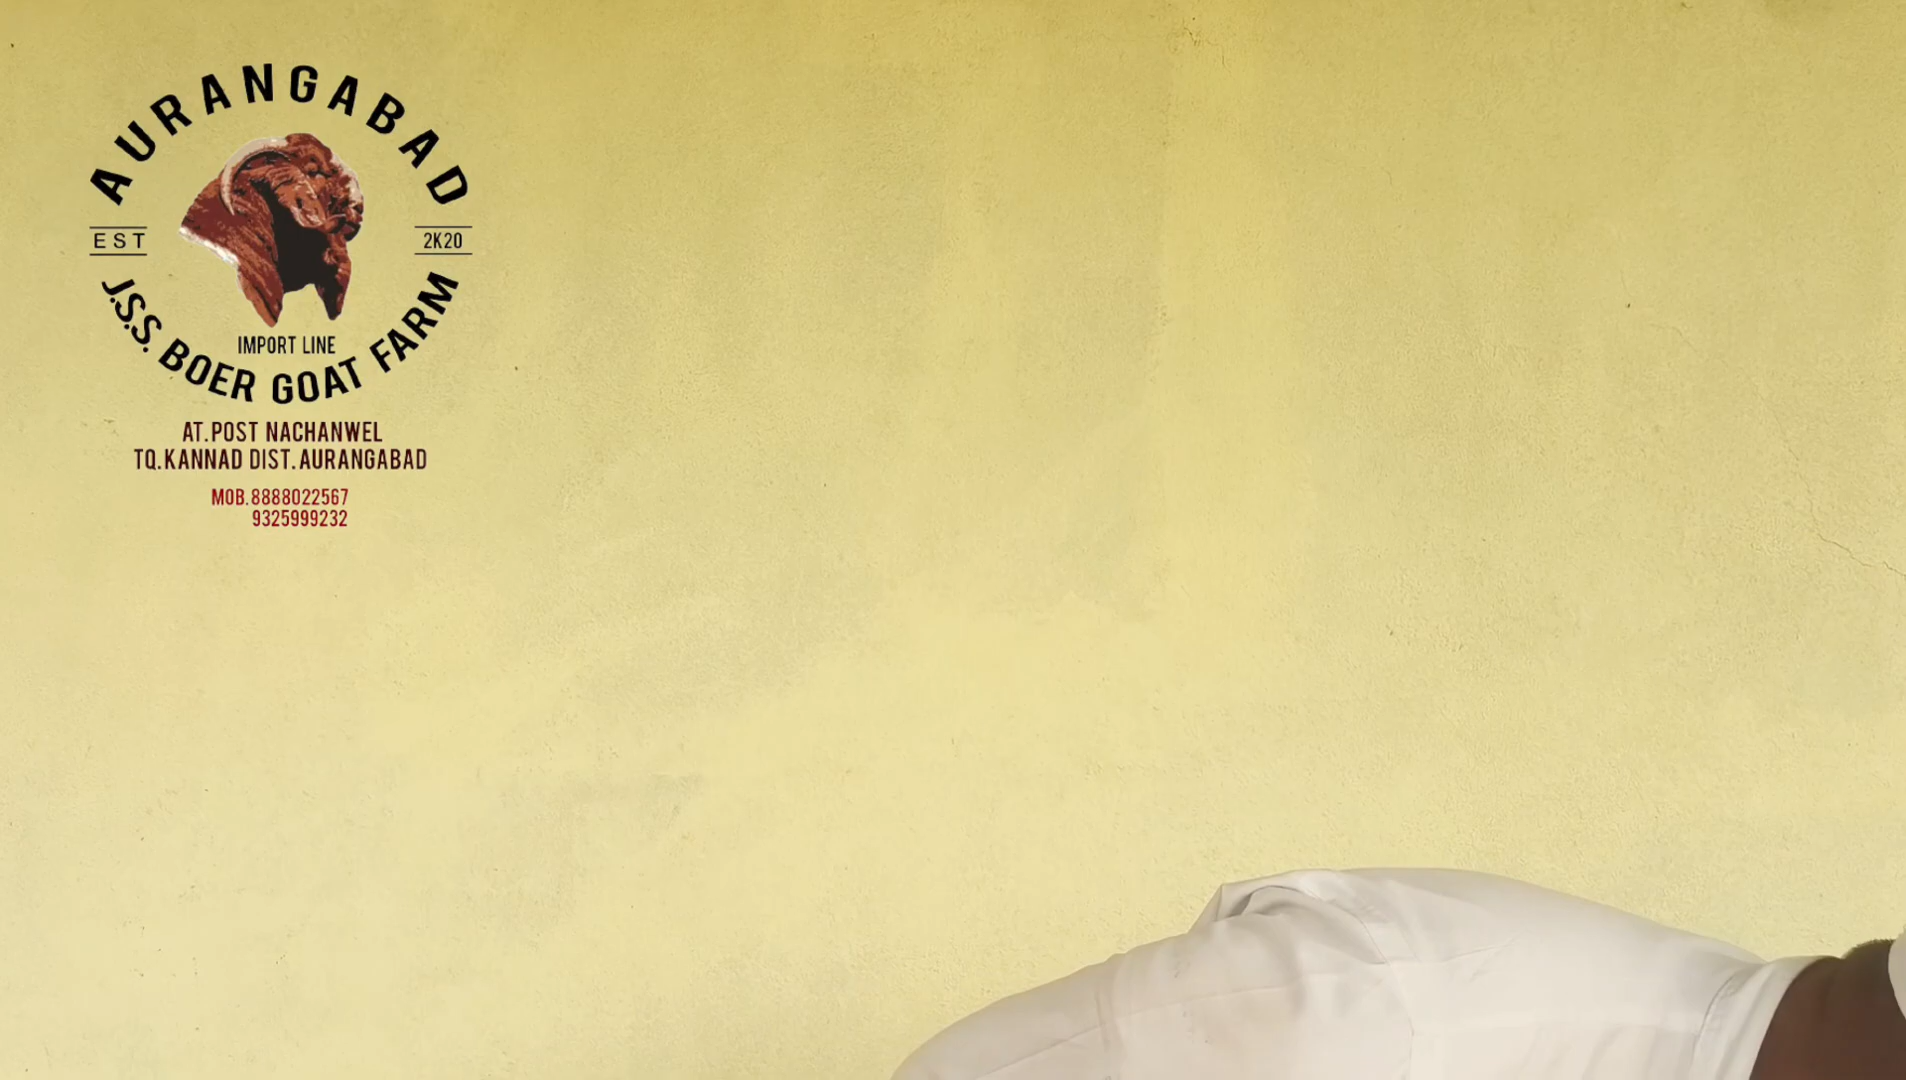 AURANGABAD
EST
2K20
IMPORT LINE
J.S.S. BOER GOAT FARM
AT.POST NACHANWEL
TQ.KANNAD DIST.AURANGABAD
MOB.8888022567
9325999232